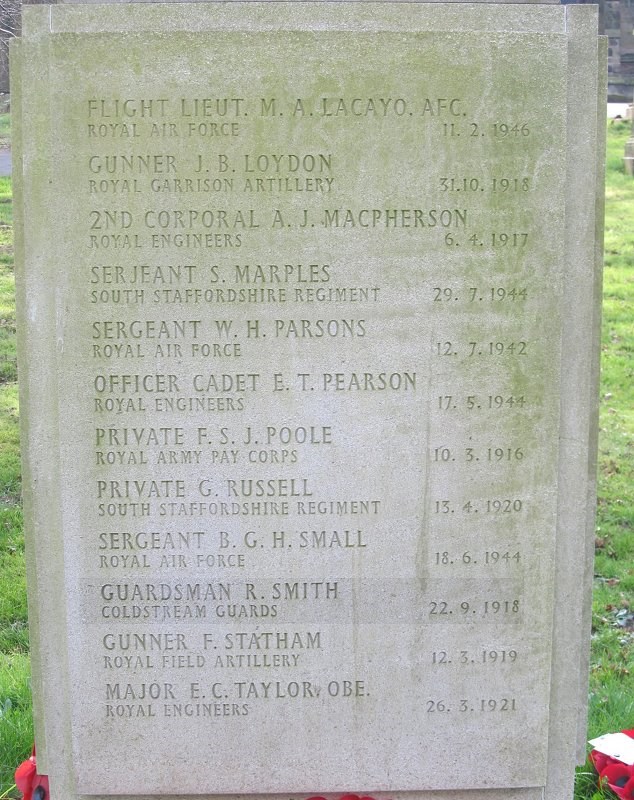 FLIGHT LIEUT. M. A. LACAYO. AFC.
ROYAL AIR FORCE 11. 2. 1946
GUNNER J. B. LOYDON
ROYAL GARRISON ARTILLERY 31.10. 1918
2ND CORPORAL A. J. MACPHERSON
ROYAL ENGINEERS 6. 4. 1917
SERJEANT S. MARPLES
SOUTH STAFFORDSHIRE REGIMENT 29. 7. 1944
SERGEANT W. H. PARSONS
ROYAL AIR FORCE 12. 7. 1942
OFFICER CADET E. T. PEARSON
ROYAL ENGINEERS 17. 5. 1944
PRIVATE F. S. J. POOLE
ROYAL ARMY PAY CORPS 10. 3. 1916
PRIVATE G. RUSSELL
SOUTH STAFFORDSHIRE REGIMENT 13. 4. 1920
SERGEANT B. G. H. SMALL
ROYAL AIR FORCE 18. 6. 1944
GUARDSMAN R. SMITH
COLDSTREAM GUARDS 22. 9. 1918
GUNNER F. STATHAM
ROYAL FIELD ARTILLERY 12. 3. 1919
MAJOR E. C. TAYLOR. OBE.
ROYAL ENGINEERS 26. 3. 1921